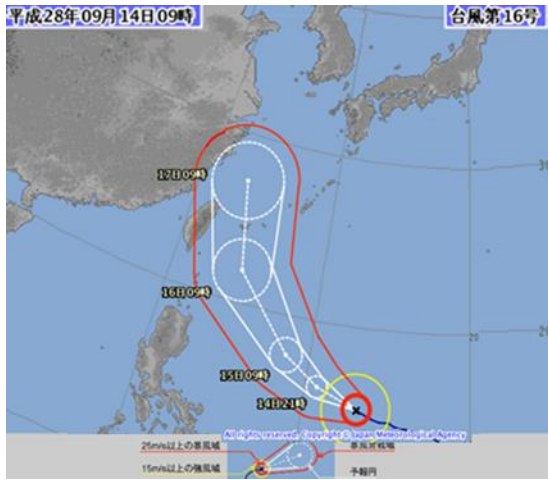 平成28年09月14日09時
台風第16号
17日09時
30
16日09時
20
20
15日09時
14日21時
All rights reserved. Copyright © Japan Meteorological Agency
25m/s以上の暴風域
暴風警戒域
15m/s以上の強風域
予報円